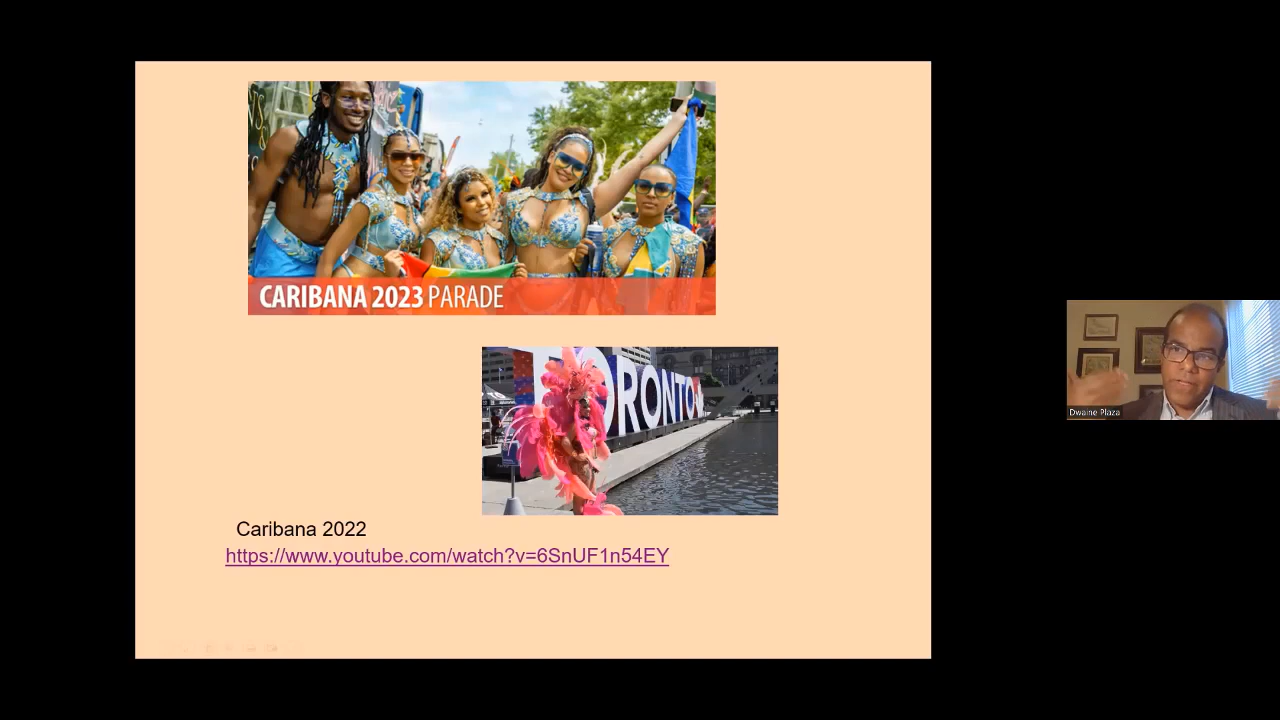 CARIBANA 2023 PARADE
TORONTO
Dwaine Plaza
Caribana 2022
https://www.youtube.com/watch?v=6SnUF1n54EY